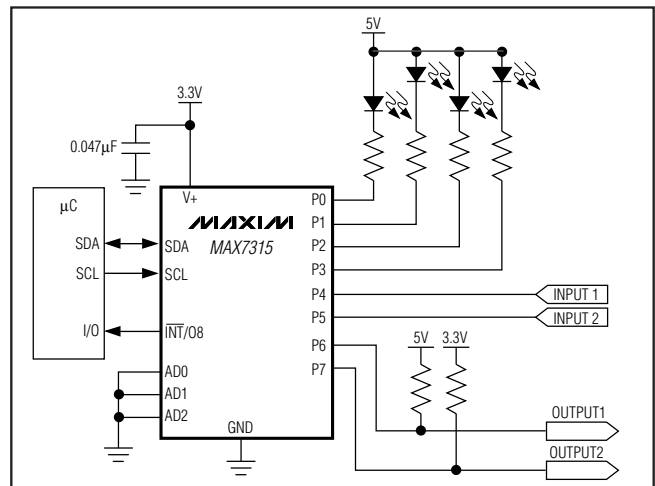 5V
3.3V
0.047µF
µC
SDA
SCL
I/O
V+
MAXIM
MAX7315
SDA
SCL
INT/O8
AD0
AD1
AD2
GND
P0
P1
P2
P3
P4
P5
P6
P7
INPUT 1
INPUT 2
5V
3.3V
OUTPUT1
OUTPUT2